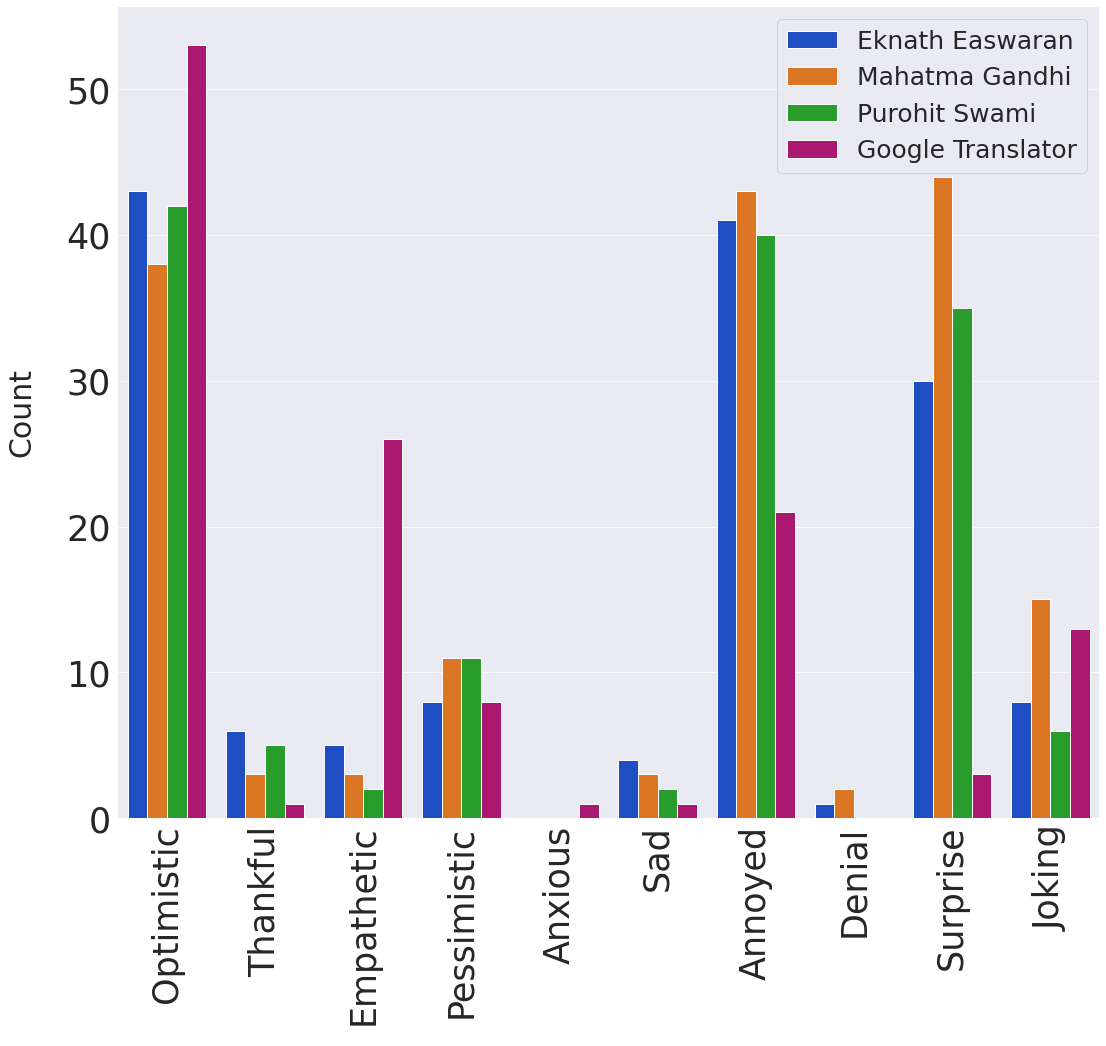 Eknath Easwaran
Mahatma Gandhi
Purohit Swami
Google Translator
Count
50
40
30
20
10
0
Optimistic
Thankful
Empathetic
Pessimistic
Anxious
Sad
Annoyed
Denial
Surprise
Joking